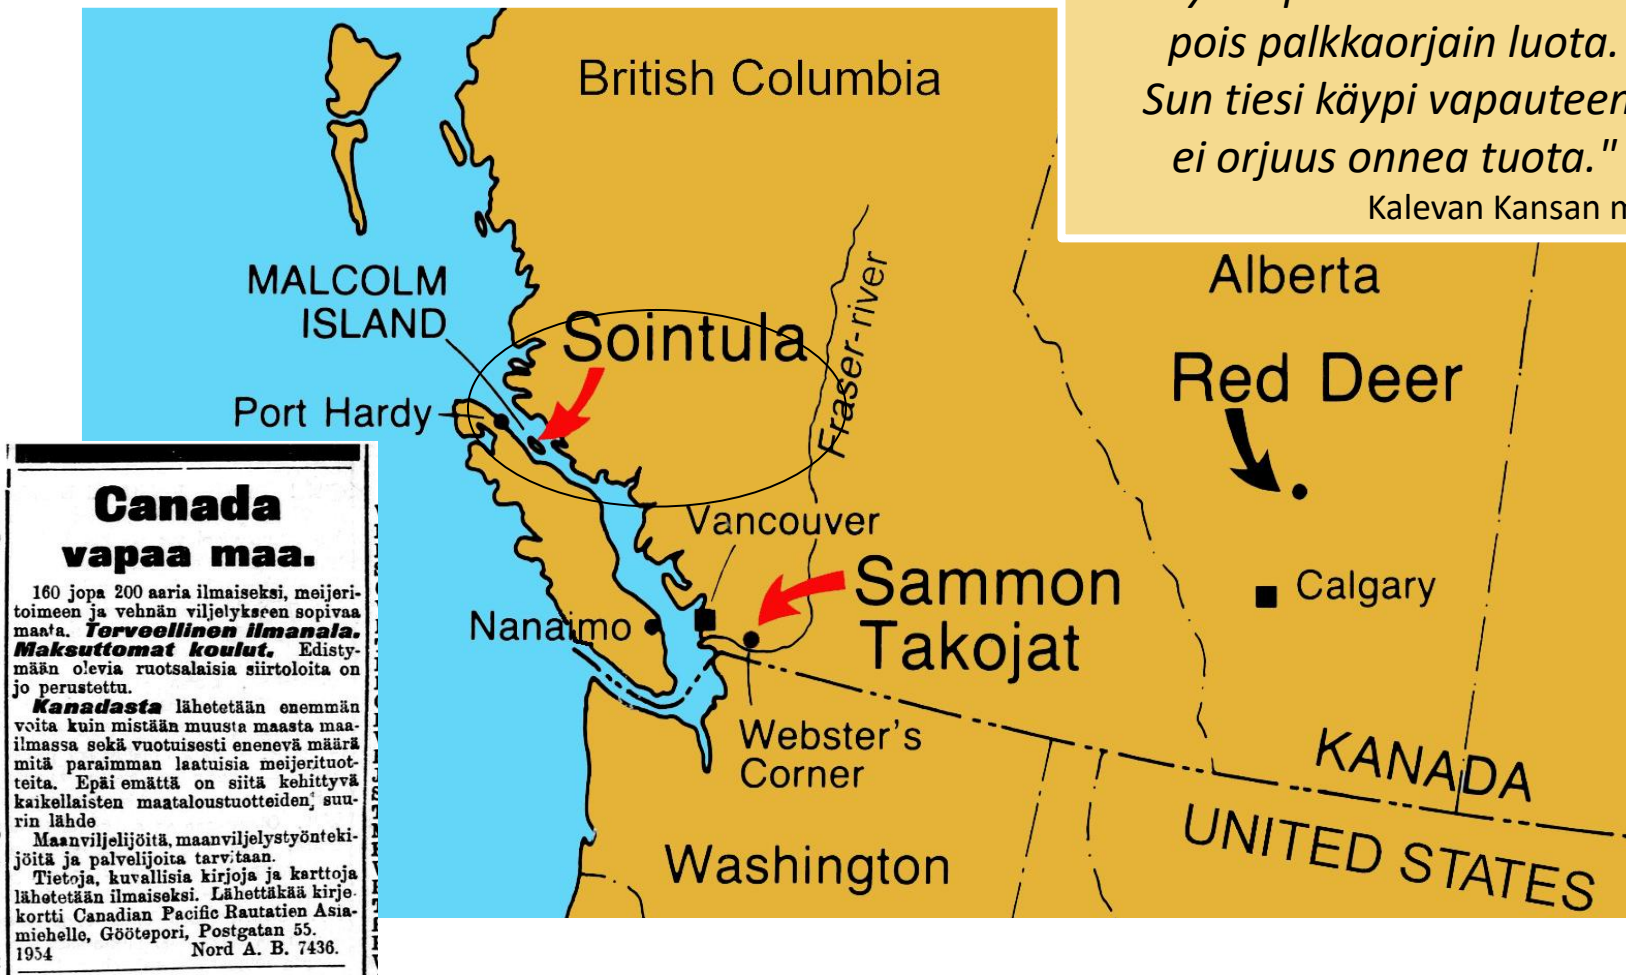 pois palkkaorjain luota.
Sun tiesi käypi vapauteen
ei orjuus onnea tuota."
Kalevan Kansan
British Columbia
MALCOLM
ISLAND
Sointula
Fraser-river
Port Hardy
Alberta
Red Deer
Vancouver
Calgary
Sammon
Takojat
Nanaimo
Webster's
Corner
KANADA
UNITED STATES
Washington
Canada
vapaa maa.
160 jopa 200 aaria ilmaiseksi, meijeri-
toimeen ja vehnän viljelykseen sopivaa
maata. Terveellinen ilmanala.
Maksuttomat koulut. Edisty-
mään olevia ruotsalaisia siirtoloita on
jo perustettu.
Kanadasta lähetetään enemmän
voita kuin mistään muusta maasta maa-
ilmassa sekä vuotuisesti enenevä määrä
mitä paraimman laatuisia meijerituot-
teita. Epäi emättä on siitä kehittyvä
kaikellaisten maataloustuotteiden suu-
rin lähde
Maanviljelijöitä, maanviljelystyönteki-
jöitä ja palvelijoita tarvitaan.
Tietoja, kuvallisia kirjoja ja karttoja
lähetetään ilmaiseksi. Lähettäkää kirje-
kortti Canadian Pacific Rautatien Asia-
miehelle, Göötepori, Postgatan 55.
1954 Nord A. B. 7436.